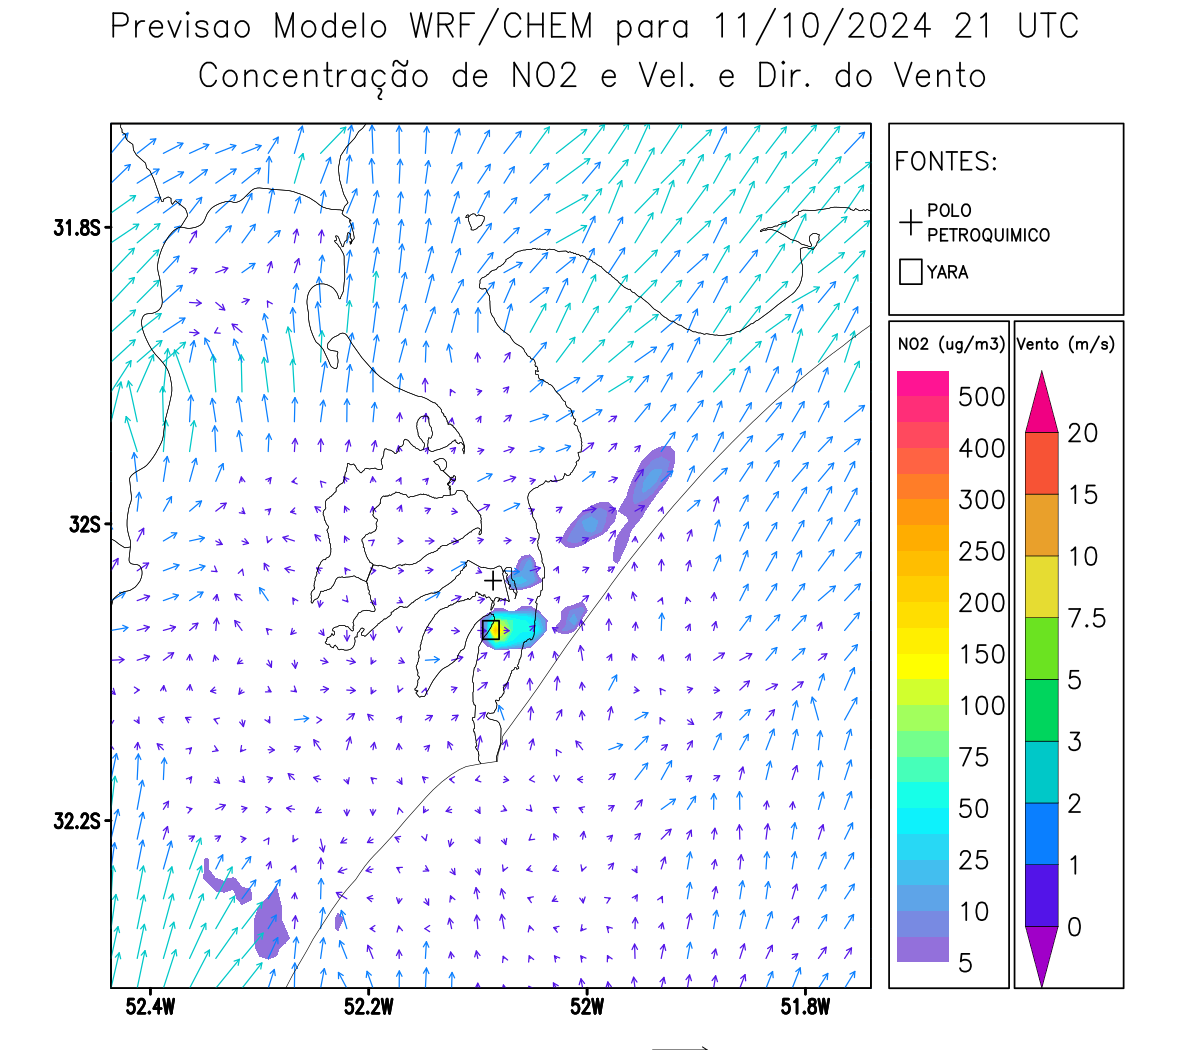 Previsao Modelo WRF/CHEM para 11/10/2024 21 UTC
Concentração de NO2 e Vel. e Dir. do Vento
FONTES:
POLO
PETROQUIMICO
YARA
NO2 (ug/m3)
500
400
300
250
200
150
100
75
50
25
10
5
Vento (m/s)
20
15
10
7.5
5
3
2
1
0
31.8S
32S
32.2S
52.4W
52.2W
52W
51.8W